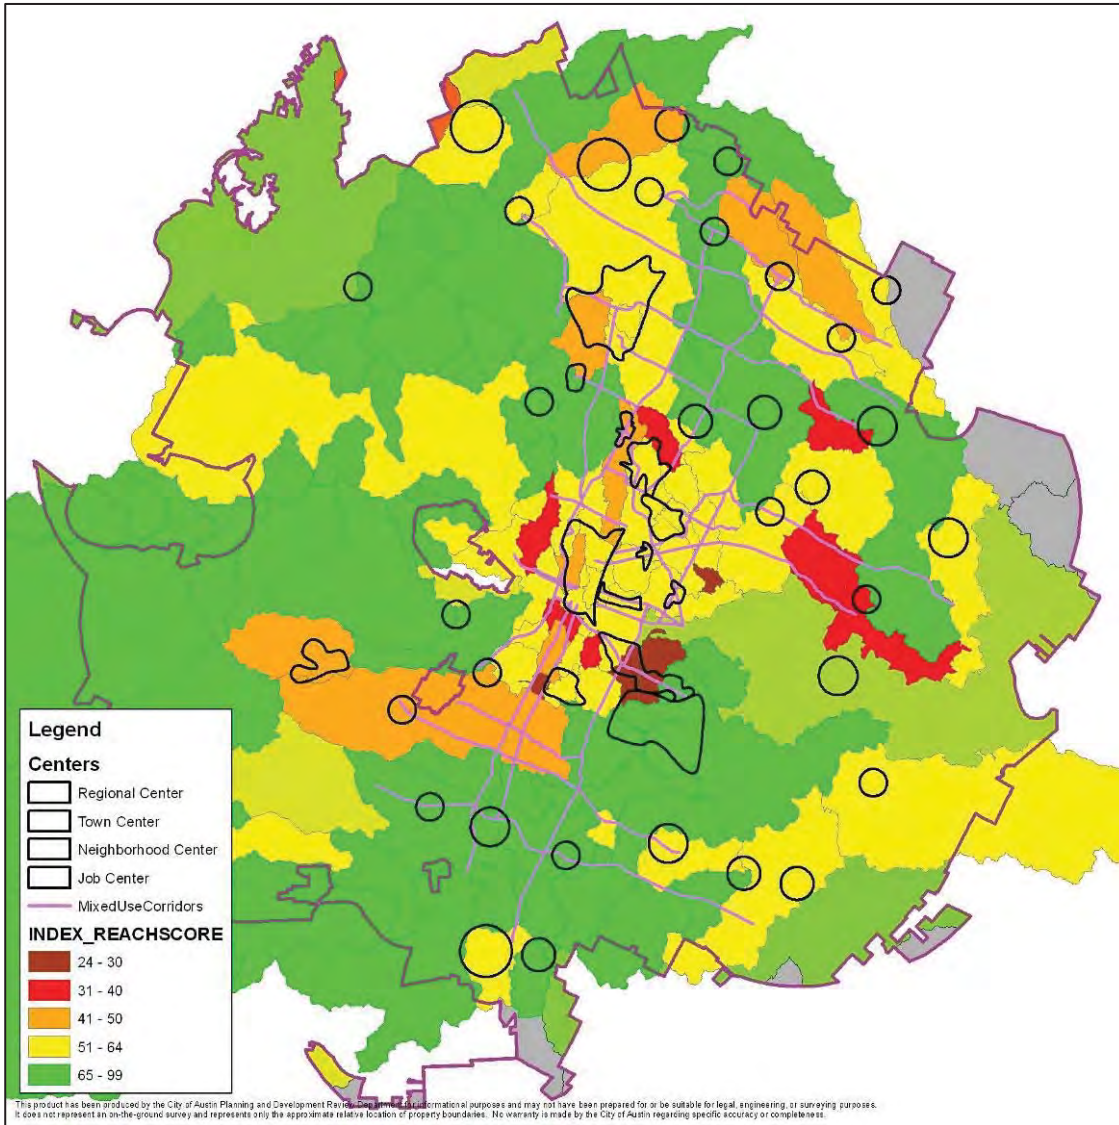 Legend
Centers
Regional Center
Town Center
Neighborhood Center
Job Center
MixedUseCorridors
INDEX_REACHSCORE
24 - 30
31 - 40
41 - 50
51 - 64
65 - 99
This product has been produced by the City of Austin Planning and Development Review Department for informational purposes and may not have been prepared for or be suitable for legal, engineering, or surveying purposes.
It does not represent an on-the-ground survey and represents only the approximate relative location of property boundaries. No warranty is made by the City of Austin regarding specific accuracy or completeness.